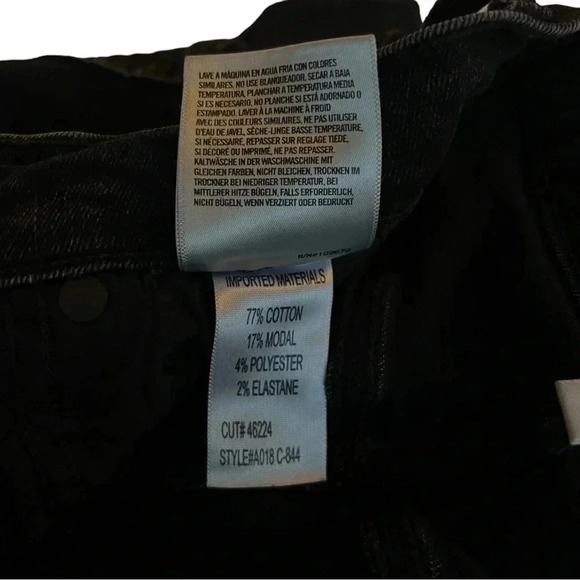 LAVE A MÁQUINA EN AGUA FRIA CON COLORES
SIMILARES, NO USE BLANQUEADOR, SECAR A BAJA
TEMPERATURA, PLANCHAR A TEMPERATURA MEDIA
SI ES NECESARIO, NO PLANCHE SI ESTÁ ADORNADO O
ESTAMPADO. LAVER À LA MACHINE À FROID
AVEC DES COULEURS SIMILAIRES, NE PAS UTILISER
D'EAU DE JAVEL, SÈCHE-LINGE BASSE TEMPÉRATURE,
SI NÉCESSAIRE, REPASSER SUR REGLAGE TIEDE,
SI DECORÉ OU IMPRIMÉ, NE PAS REPASSER.
KALTWÄSCHE IN DER WASCHMASCHINE MIT
GLEICHEN FARBEN, NICHT BLEICHEN, TROCKNEN IM
TROCKNER BEI NIEDRIGER TEMPERATUR, BEI
MITTLERER HITZE BÜGELN, FALLS ERFORDERLICH,
NICHT BÜGELN, WENN VERZIERT ODER BEDRUCKT
IMPORTED MATERIALS
77% COTTON
17% MODAL
4% POLYESTER
2% ELASTANE
CUT# 46224
STYLE#A018 C-844